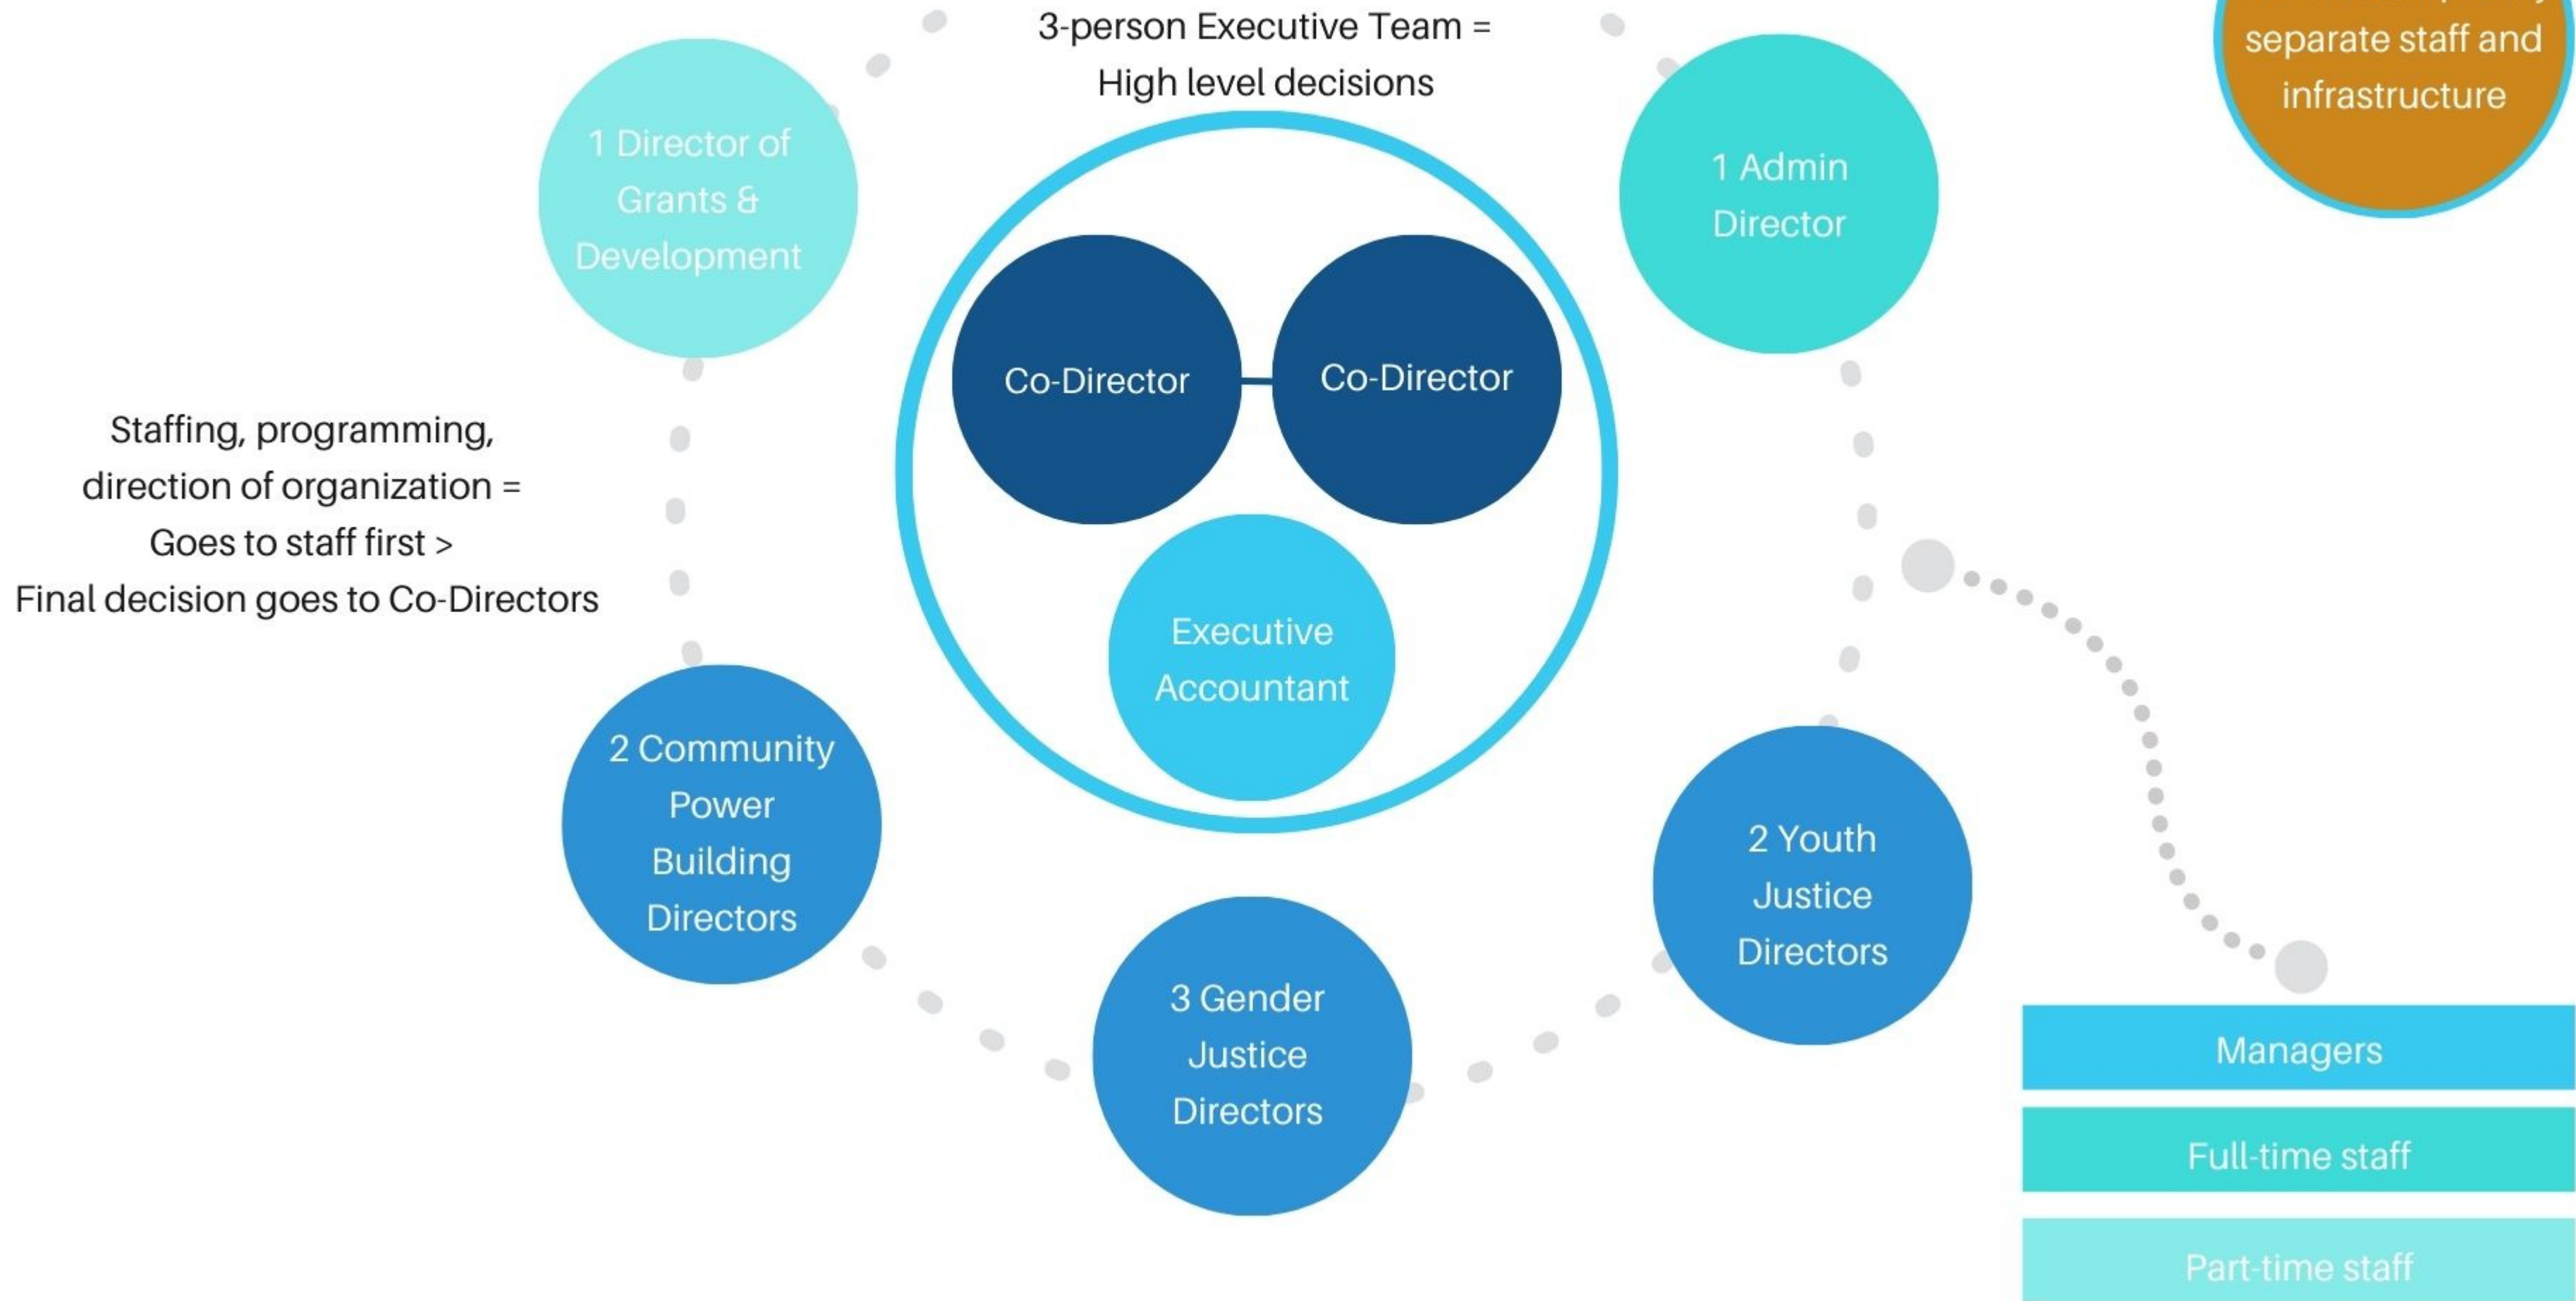 3-person Executive Team =
High level decisions
separate staff and
infrastructure
1 Director of
Grants &
Development
1 Admin
Director
Co-Director
Co-Director
Staffing, programming,
direction of organization =
Goes to staff first >
Final decision goes to Co-Directors
Executive
Accountant
2 Community
Power
Building
Directors
2 Youth
Justice
Directors
3 Gender
Justice
Directors
Managers
Full-time staff
Part-time staff